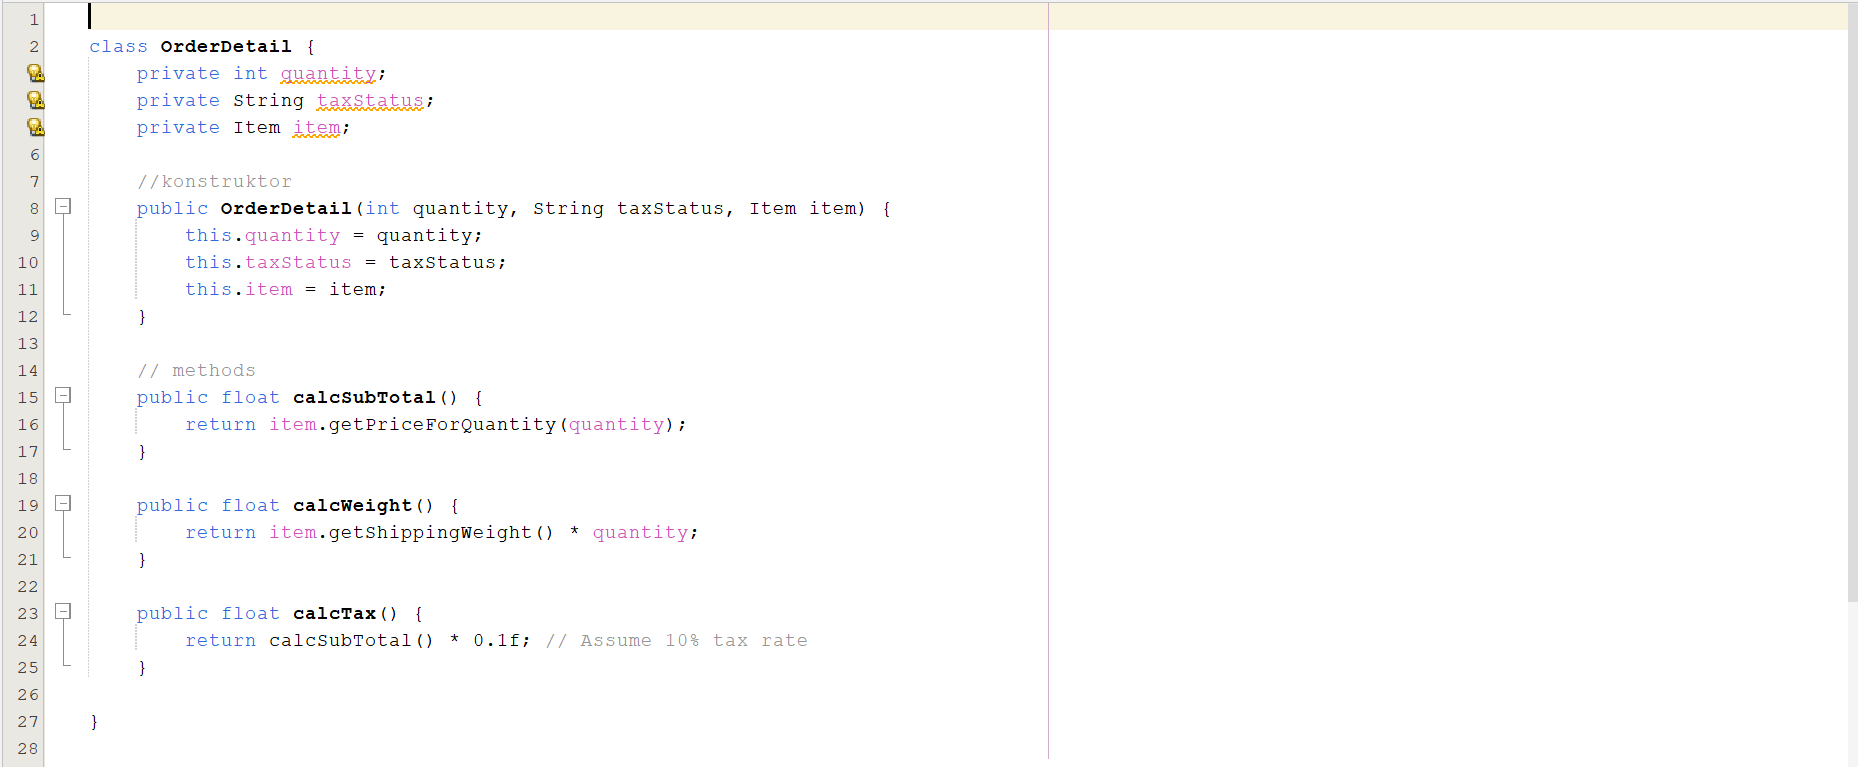 1
2 class OrderDetail {
private int quantity;
private String taxStatus;
private Item item;
6
7 //konstruktor
8 public OrderDetail(int quantity, String taxStatus, Item item) {
9 this.quantity = quantity;
10 this.taxStatus = taxStatus;
11 this.item = item;
12 }
13
14 // methods
15 public float calcSubTotal() {
16 return item.getPriceForQuantity(quantity);
17 }
18
19 public float calcWeight() {
20 return item.getShippingWeight() * quantity;
21 }
22
23 public float calcTax() {
24 return calcSubTotal() * 0.1f; // Assume 10% tax rate
25 }
26
27 }
28